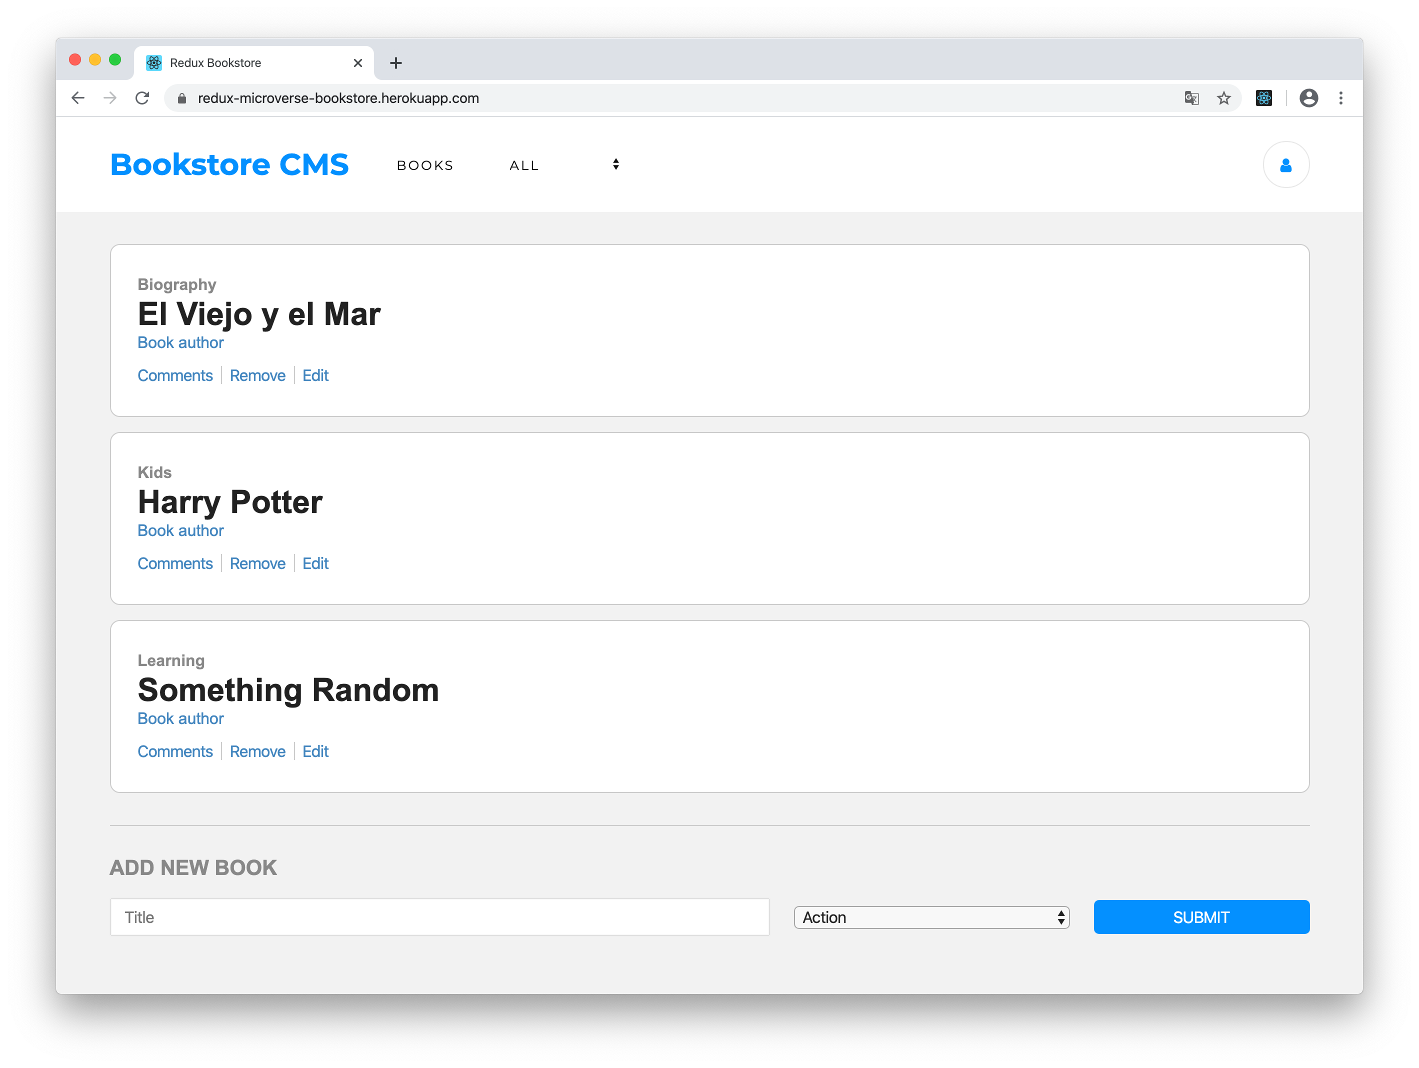 Redux Bookstore
redux-microverse-bookstore.herokuapp.com
Bookstore CMS BOOKS ALL
Biography
El Viejo y el Mar
Book author
Comments Remove Edit
Kids
Harry Potter
Book author
Comments Remove Edit
Learning
Something Random
Book author
Comments Remove Edit
ADD NEW BOOK
Title Action SUBMIT